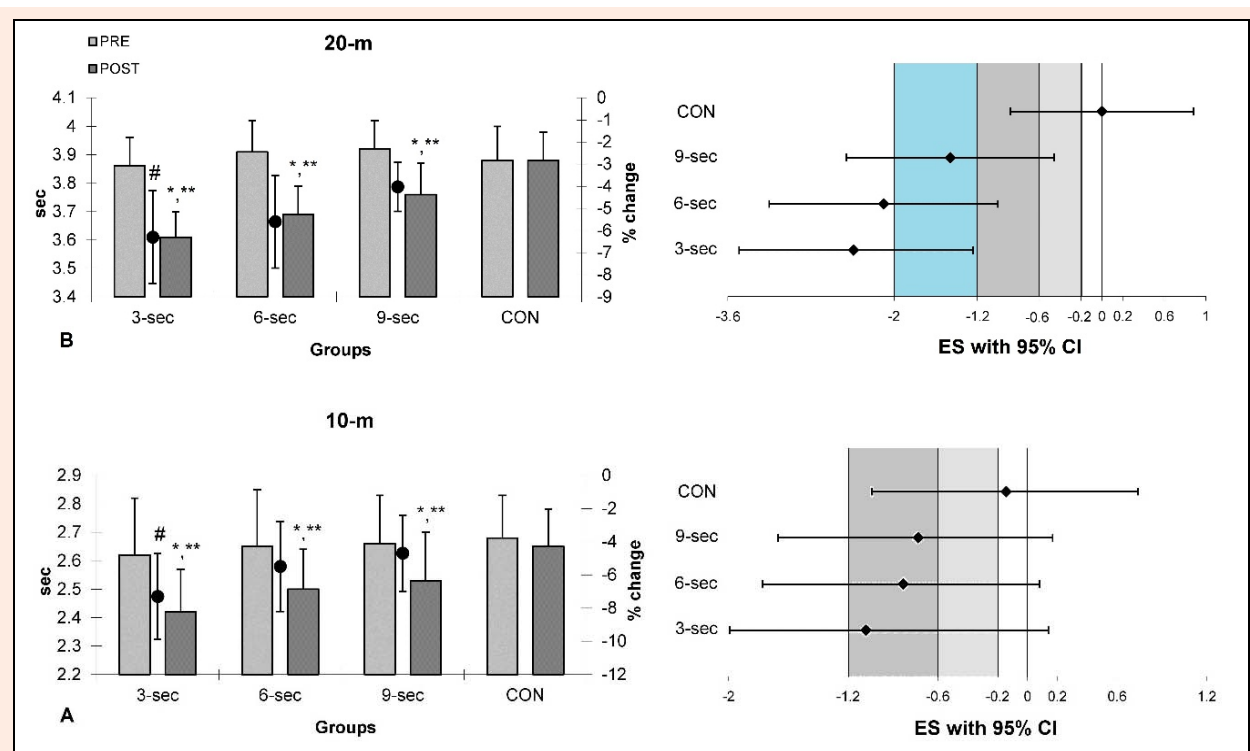 20-m
PRE
POST
4.1
4
3.9
3.8
3.7
3.6
3.5
3.4
sec
#
*,**
*,**
*,**
0
-1
-2
-3
-4
-5
-6
-7
-8
-9
% change
3-sec 6-sec 9-sec CON
Groups
B
CON
9-sec
6-sec
3-sec
-3.6 -2 -1.2 -0.6 -0.2 0 0.2 0.6 1
ES with 95% CI
10-m
2.9
2.8
2.7
2.6
2.5
2.4
2.3
2.2
sec
#
*,**
*,**
*,**
0
-2
-4
-6
-8
-10
-12
% change
3-sec 6-sec 9-sec CON
Groups
A
CON
9-sec
6-sec
3-sec
-2 -1.2 -0.6 -0.2 0 0.2 0.6 1.2
ES with 95% CI